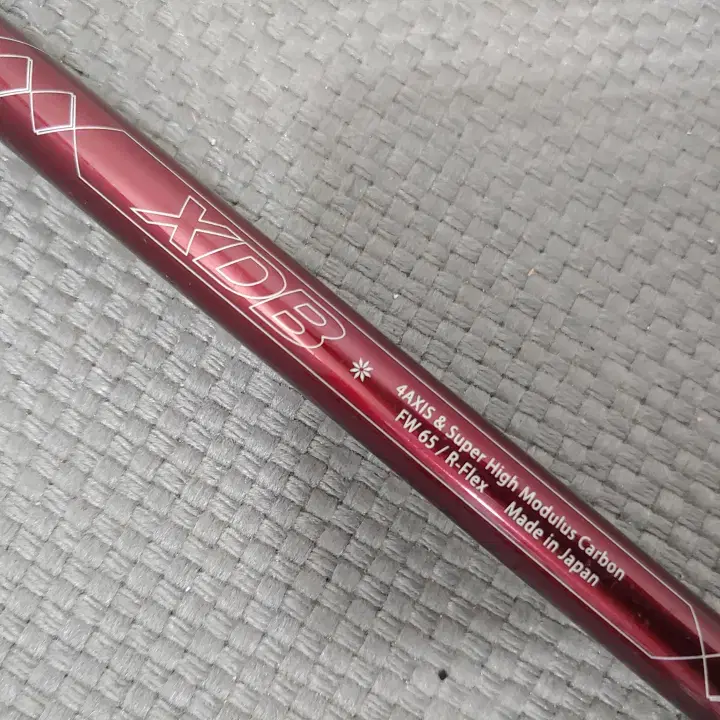 XDB
4AXIS & Super High Modulus Carbon
FW 65 / R-Flex Made in Japan